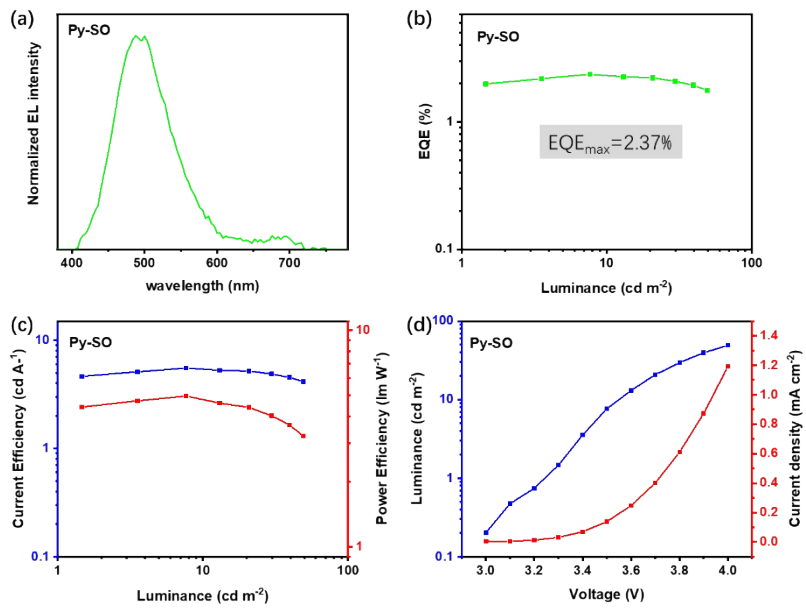 (a)
Py-SO
Normalized EL intensity
400 500 600 700
wavelength (nm)
(b)
Py-SO
EQE (%)
1
0.1
EQEmax=2.37%
1 10 100
Luminance (cd m-2)
(c)
Py-SO
Current Efficiency (cd A-1)
10
1
0.1
Power Efficiency (lm W-1)
10
1
1 10 100
Luminance (cd m-2)
(d)
Py-SO
Luminance (cd m-2)
100
10
1
0.1
Current density (mA cm-2)
1.4
1.2
1.0
0.8
0.6
0.4
0.2
0.0
3.0 3.2 3.4 3.6 3.8 4.0
Voltage (V)